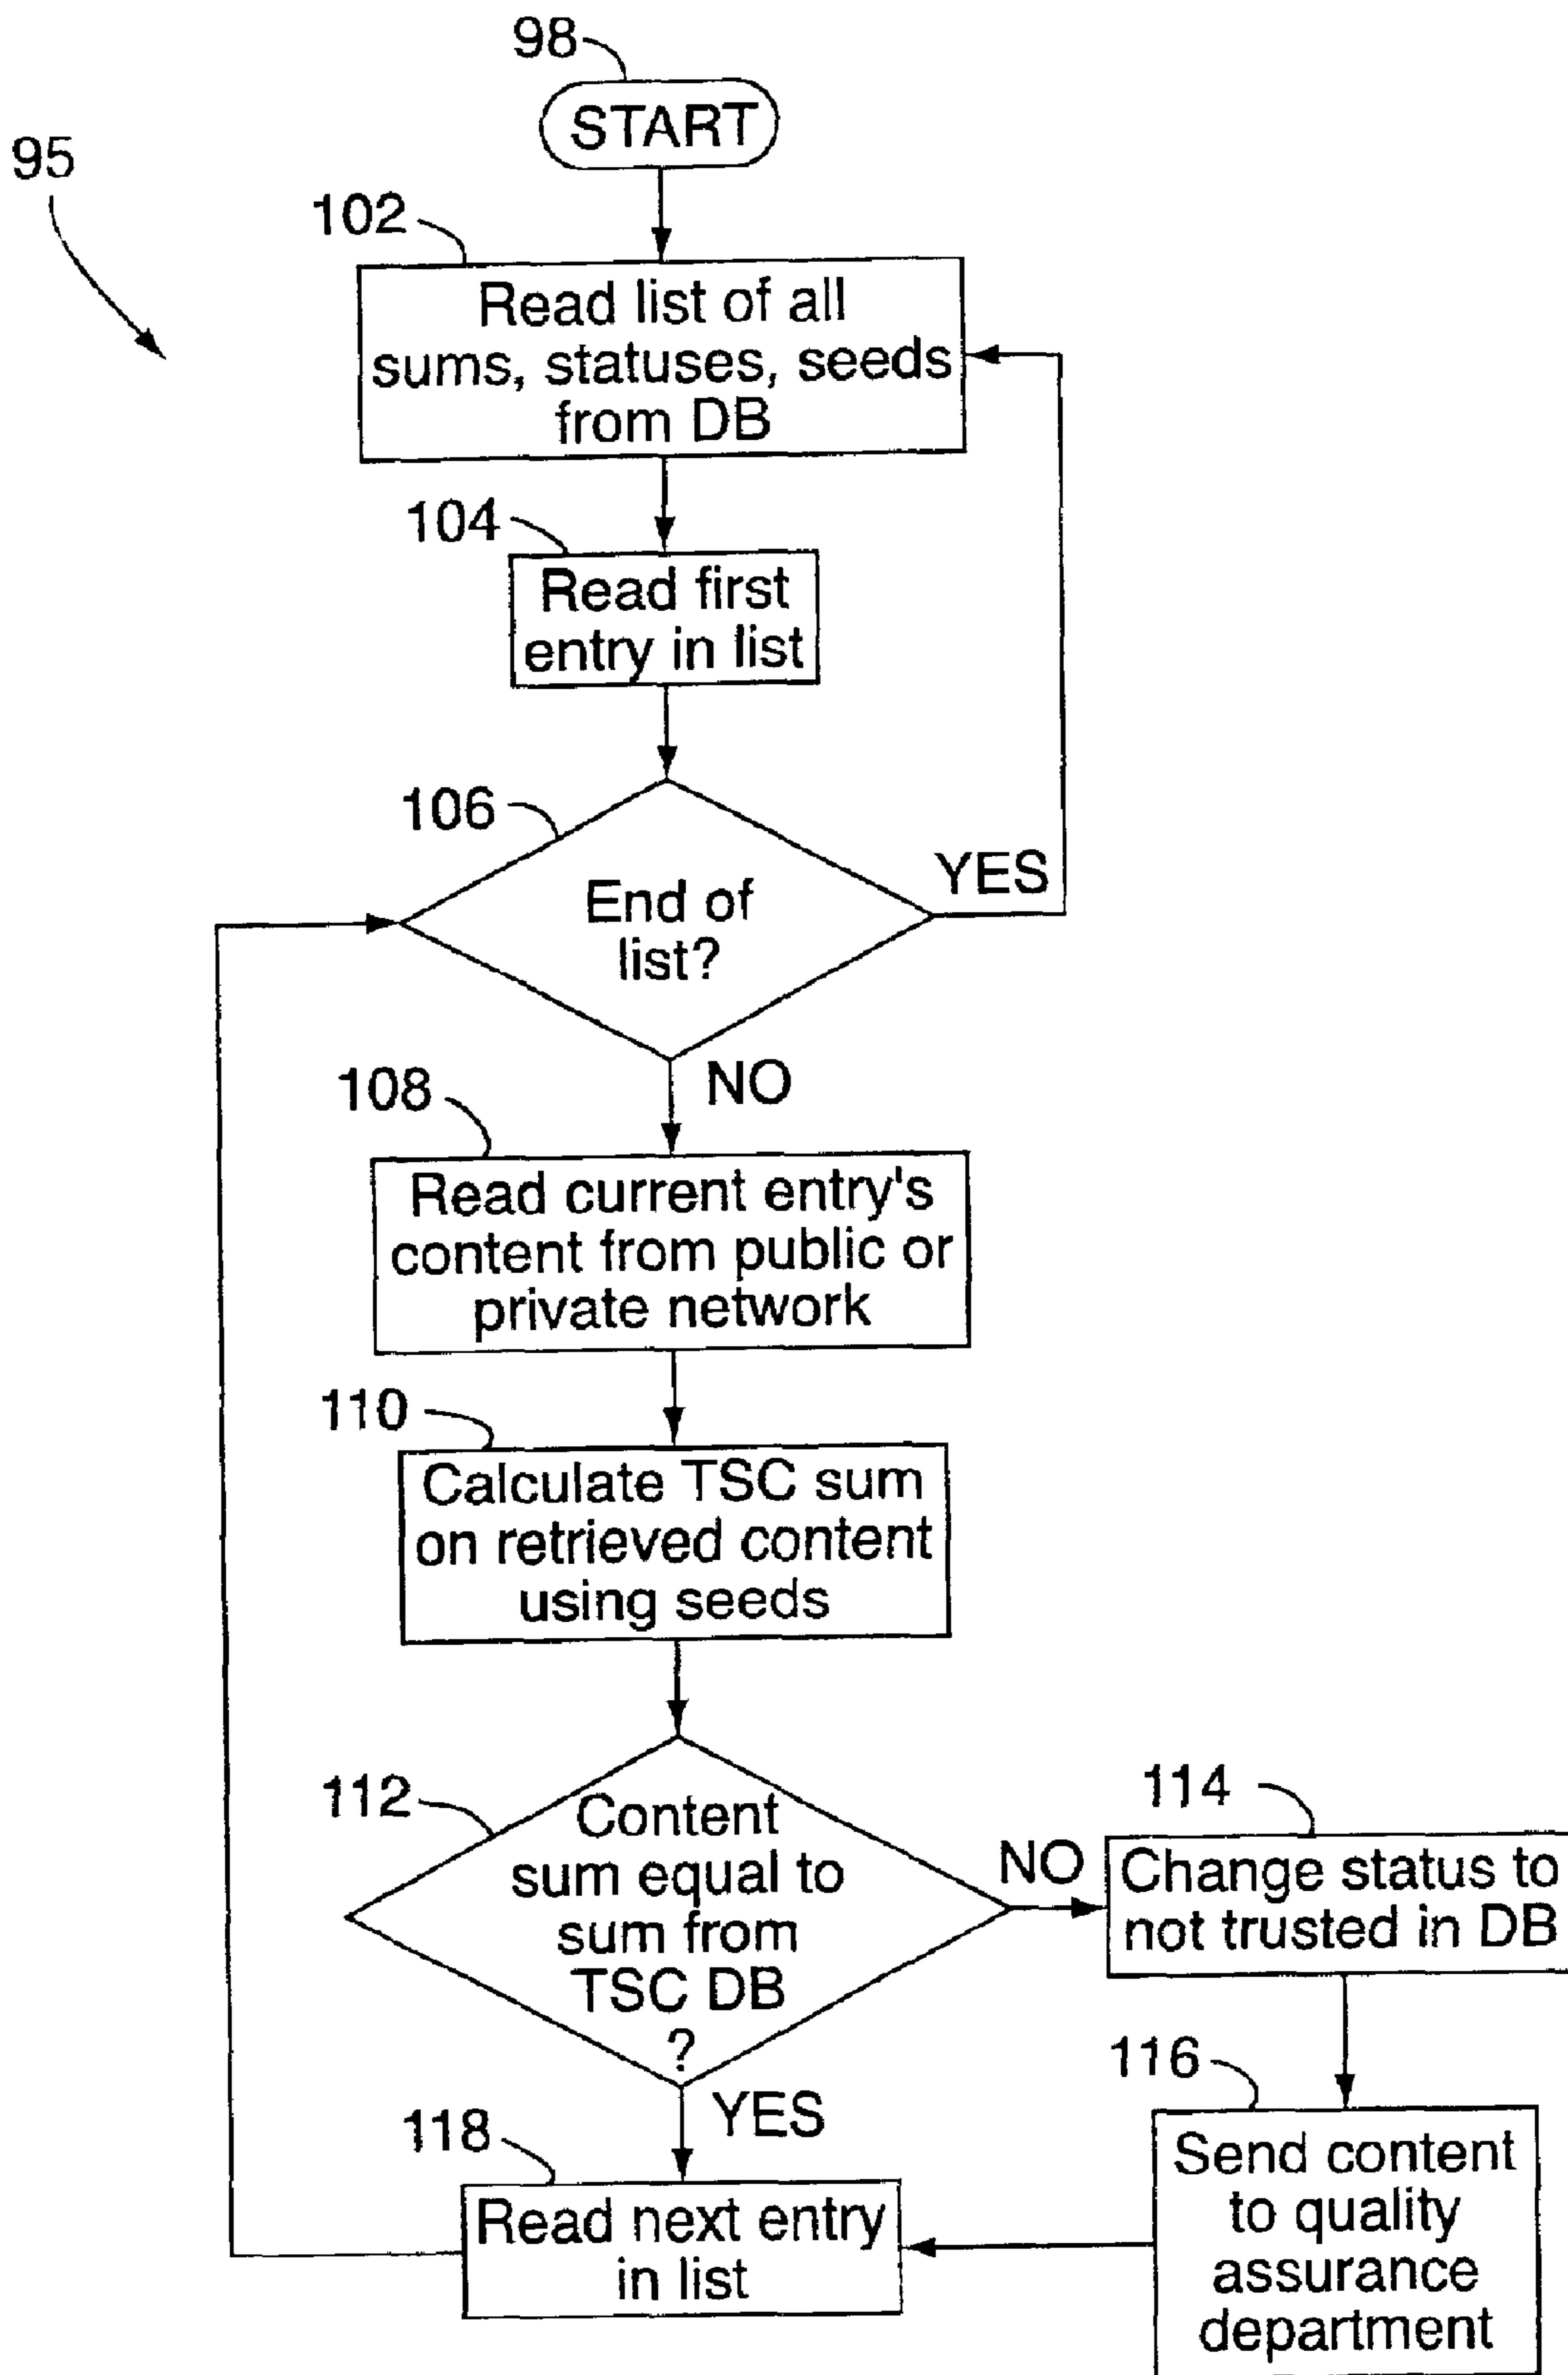 98
START
95
102
Read list of all
sums, statuses, seeds
from DB
104
Read first
entry in list
106
End of
list?
YES
NO
108
Read current entry's
content from public or
private network
110
Calculate TSC sum
on retrieved content
using seeds
112
Content
sum equal to
sum from
TSC DB
?
NO
YES
114
Change status to
not trusted in DB
116
Send content
to quality
assurance
department
118
Read next entry
in list